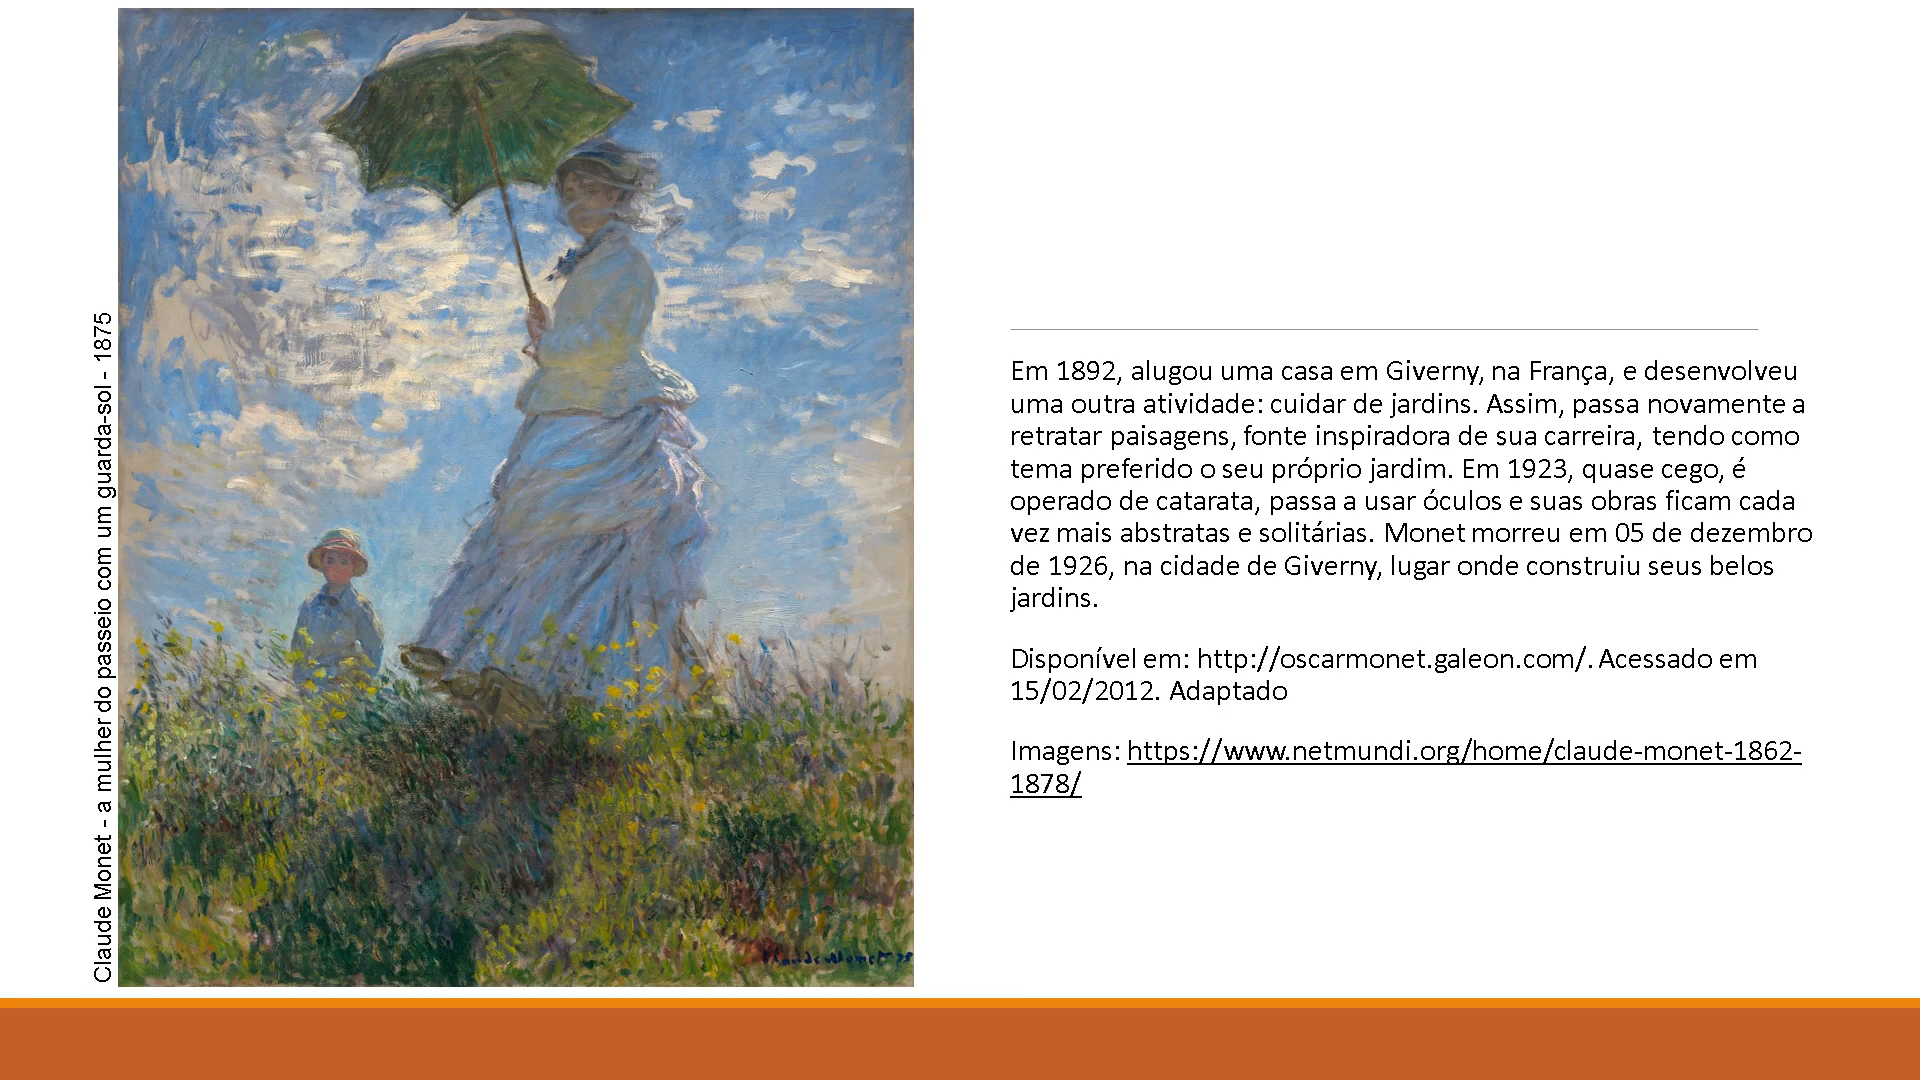 Claude Monet - a mulher do passeio com um guarda-sol - 1875
Em 1892, alugou uma casa em Giverny, na França, e desenvolveu
uma outra atividade: cuidar de jardins. Assim, passa novamente a
retratar paisagens, fonte inspiradora de sua carreira, tendo como
tema preferido o seu próprio jardim. Em 1923, quase cego, é
operado de catarata, passa a usar óculos e suas obras ficam cada
vez mais abstratas e solitárias. Monet morreu em 05 de dezembro
de 1926, na cidade de Giverny, lugar onde construiu seus belos
jardins.
Disponível em: http://oscarmonet.galeon.com/. Acessado em
15/02/2012. Adaptado
Imagens: https://www.netmundi.org/home/claude-monet-1862-
1878/
Claude Monet 75